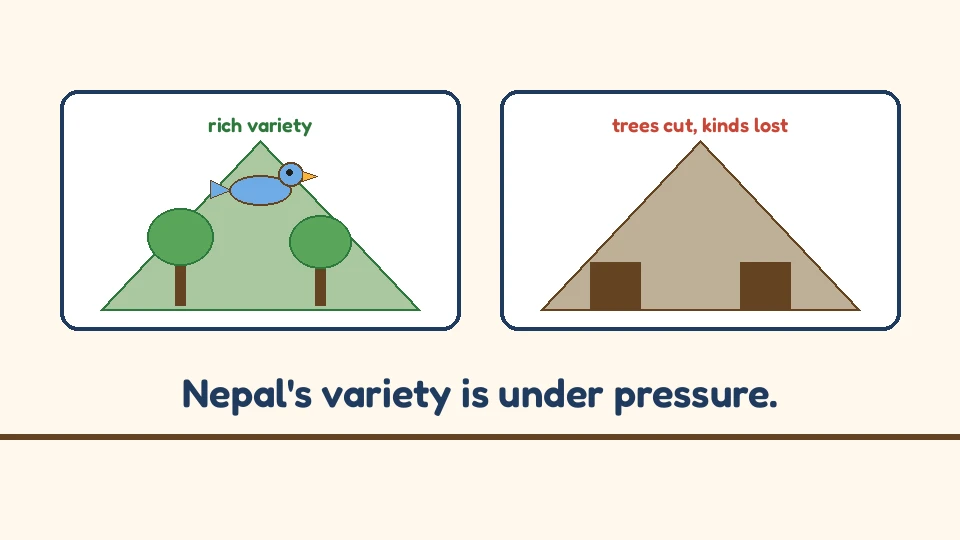 rich variety
trees cut, kinds lost
Nepal's variety is under pressure.